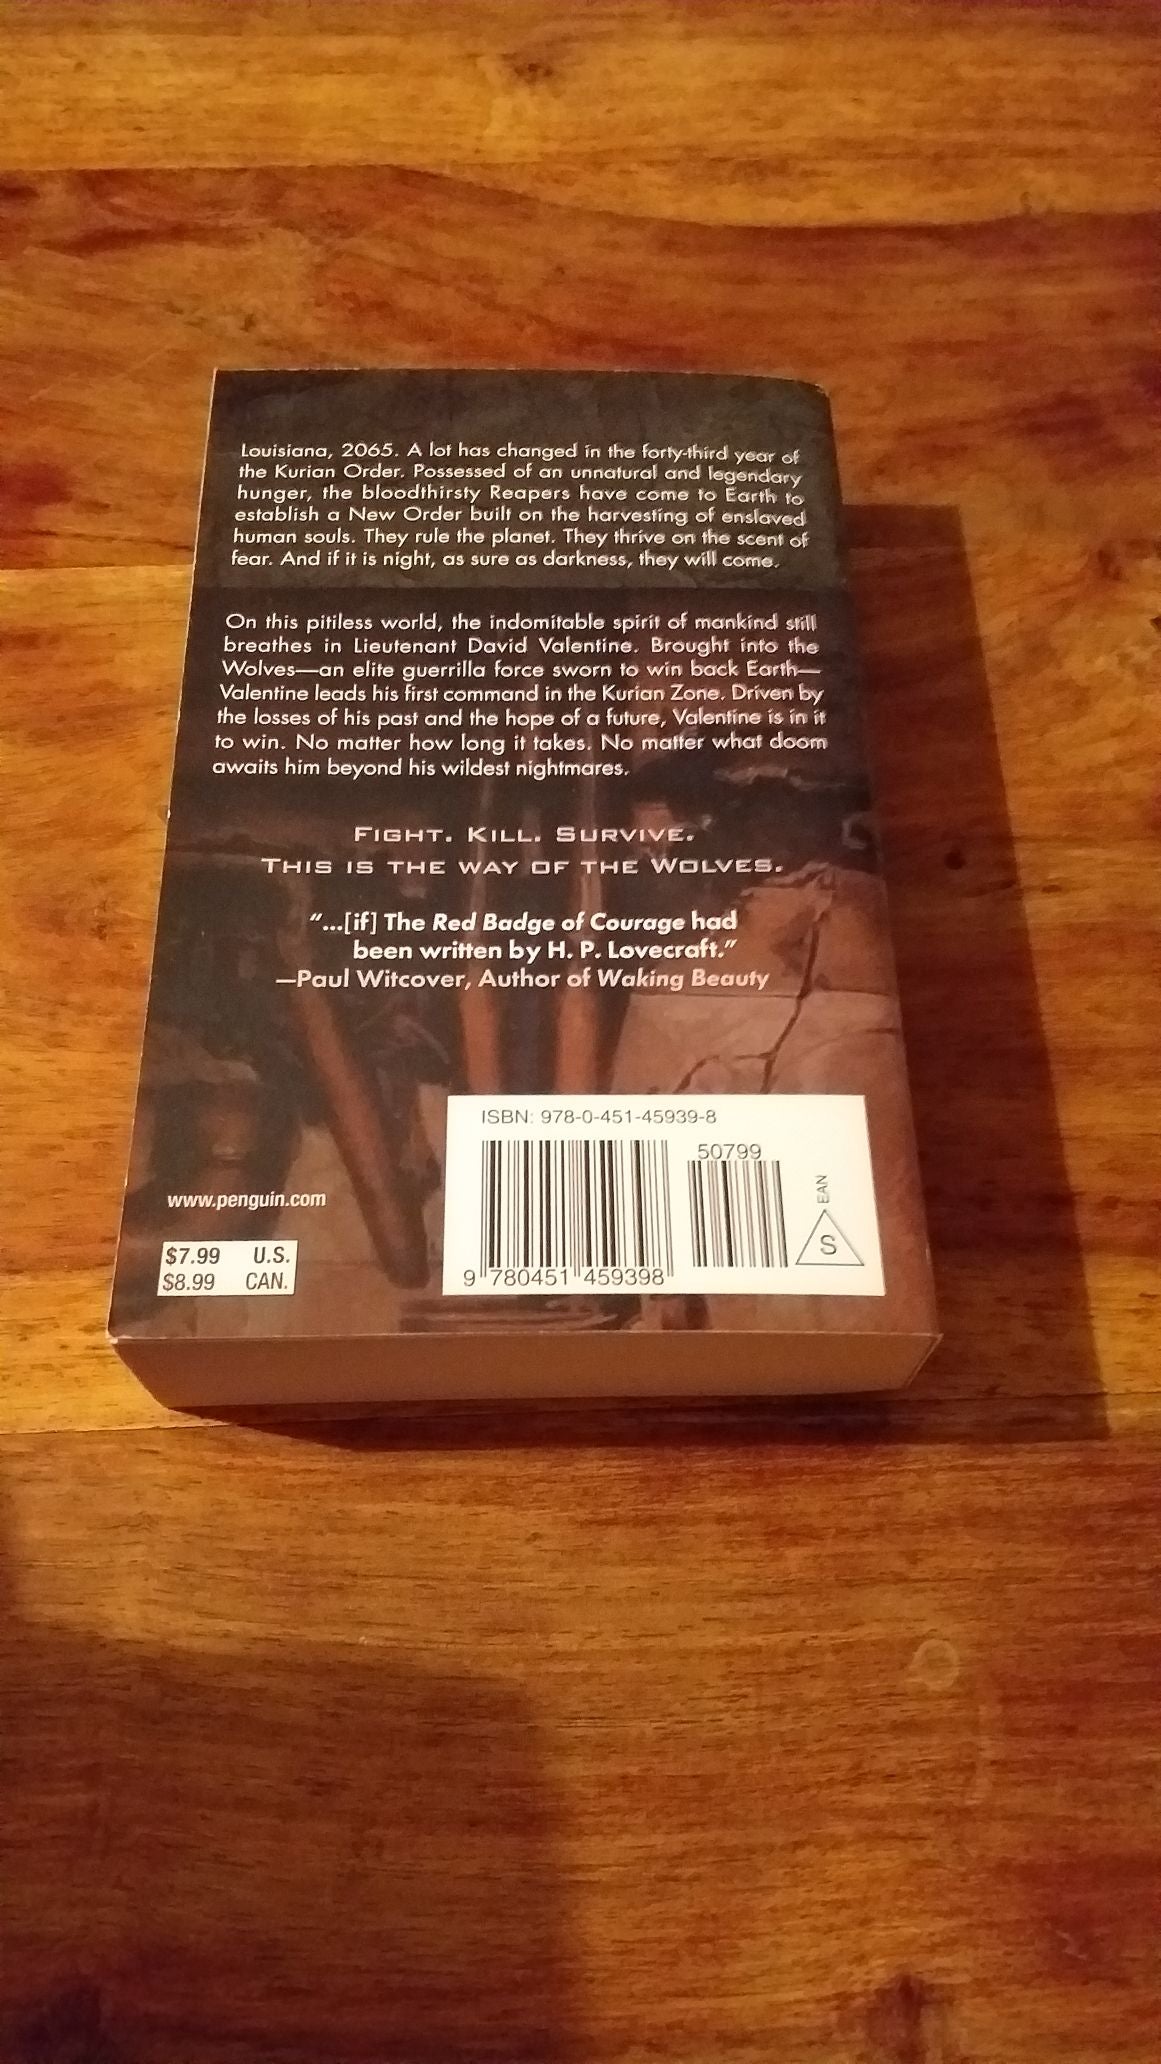 Louisiana, 2065. A lot has changed in the forty-third year of
the Kurian Order. Possessed of an unnatural and legendary
hunger, the bloodthirsty Reapers have come to Earth to
establish a New Order built on the harvesting of enslaved
human souls. They rule the planet. They thrive on the scent of
fear. And if it is night, as sure as darkness, they will come.
On this pitiless world, the indomitable spirit of mankind still
breathes in Lieutenant David Valentine. Brought into the
Wolves—an elite guerrilla force sworn to win back Earth—
Valentine leads his first command in the Kurian Zone. Driven by
the losses of his past and the hope of a future, Valentine is in it
to win. No matter how long it takes. No matter what doom
awaits him beyond his wildest nightmares.
FIGHT. KILL. SURVIVE.
THIS IS THE WAY OF THE WOLVES.
"...[if] The Red Badge of Courage had
been written by H. P. Lovecraft."
—Paul Witcover, Author of Waking Beauty
ISBN: 978-0-451-45939-8
50799
EAN
S
9 780451 459398
www.penguin.com
$7.99 U.S.
$8.99 CAN.